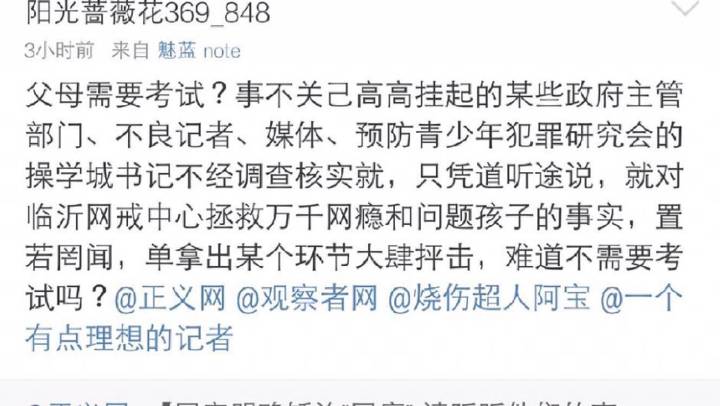 阳光蔷薇花369_848
3小时前 来自 魅蓝 note
父母需要考试？事不关己高高挂起的某些政府主管
部门、不良记者、媒体、预防青少年犯罪研究会的
操学城书记不经调查核实就，只凭道听途说，就对
临沂网戒中心拯救万千网瘾和问题孩子的事实，置
若罔闻，单拿出某个环节大肆抨击，难道不需要考
试吗？@正义网 @观察者网 @烧伤超人阿宝 @一个
有点理想的记者